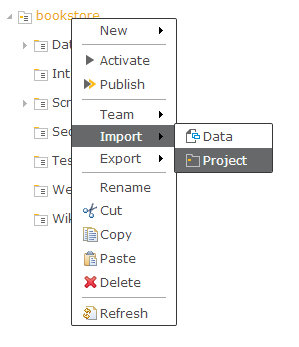 bookstore
New
Dat
Activate
Int
Publish
Scr
Team
Sec
Import
Data
Tes
Export
Project
We
Rename
Wik
Cut
Copy
Paste
Delete
Refresh